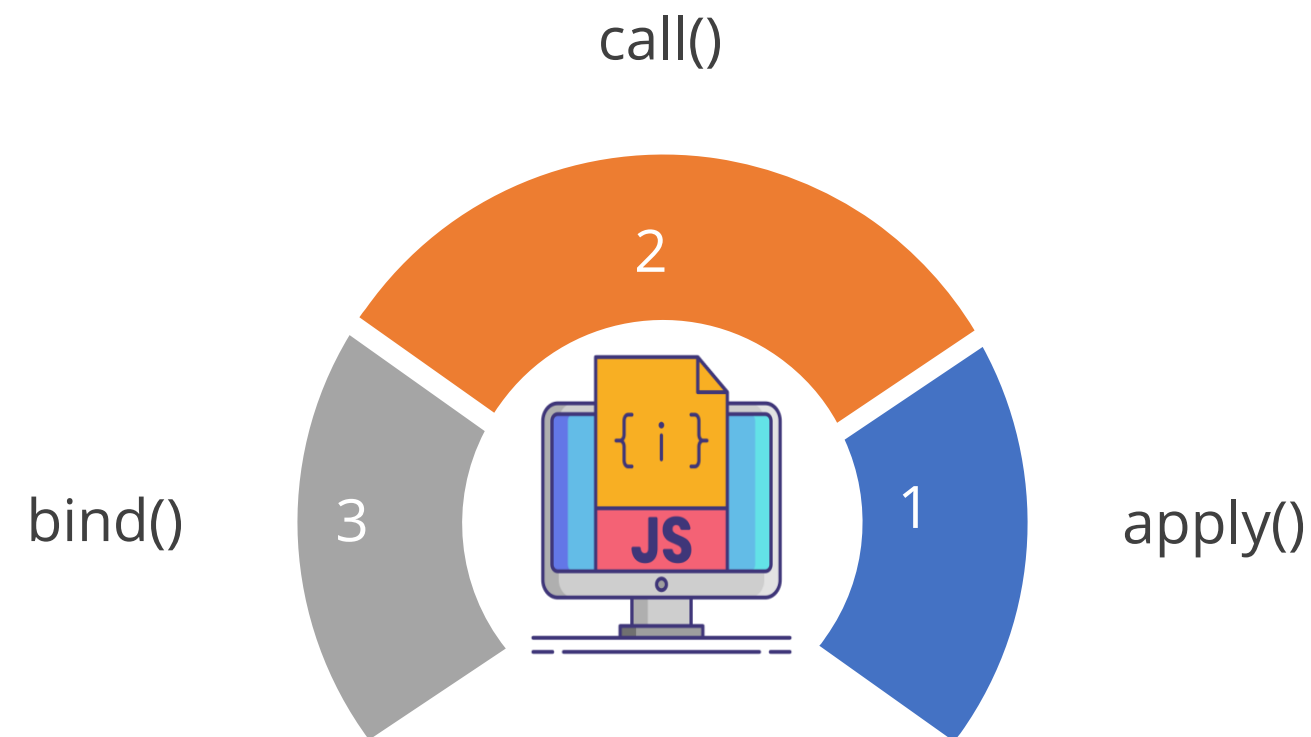 call()
2
{ i }
bind()
3
1
apply()
JS